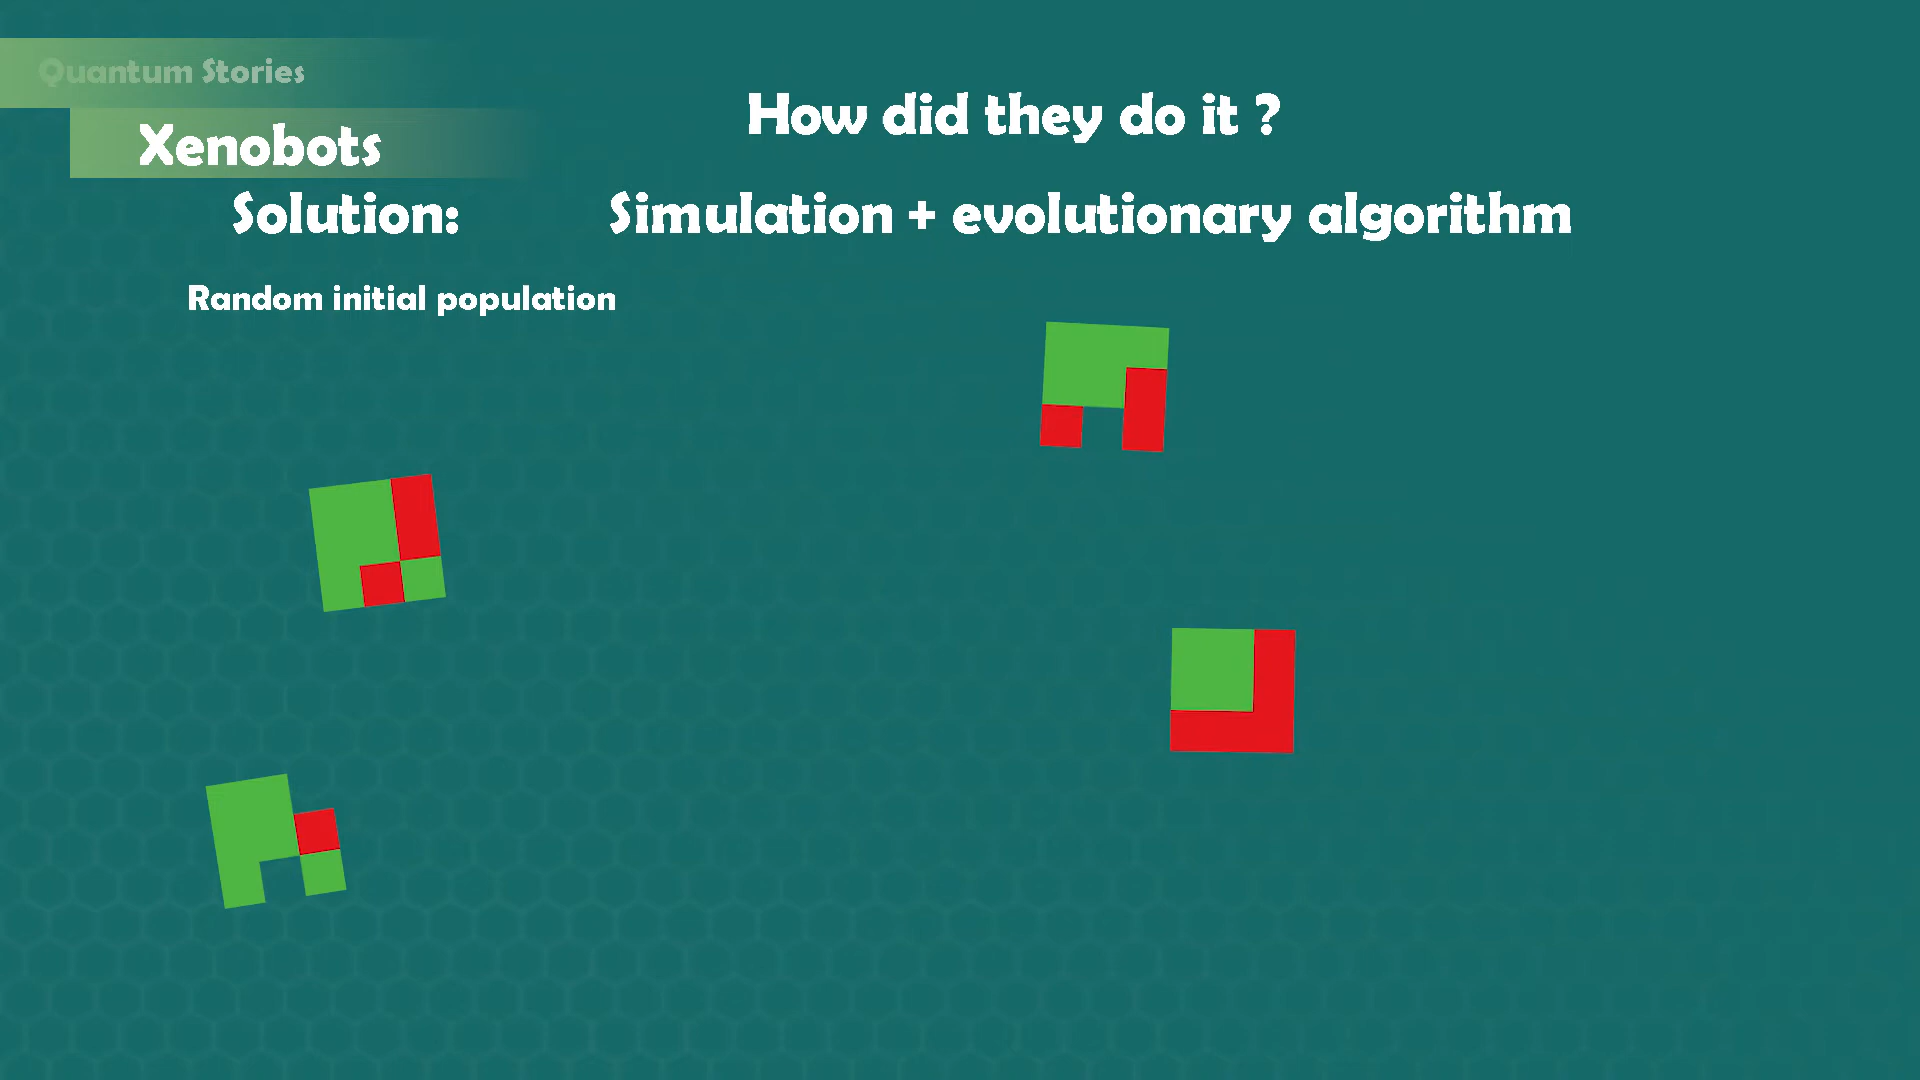 Quantum Stories
Xenobots
How did they do it ?
Solution: Simulation + evolutionary algorithm
Random initial population